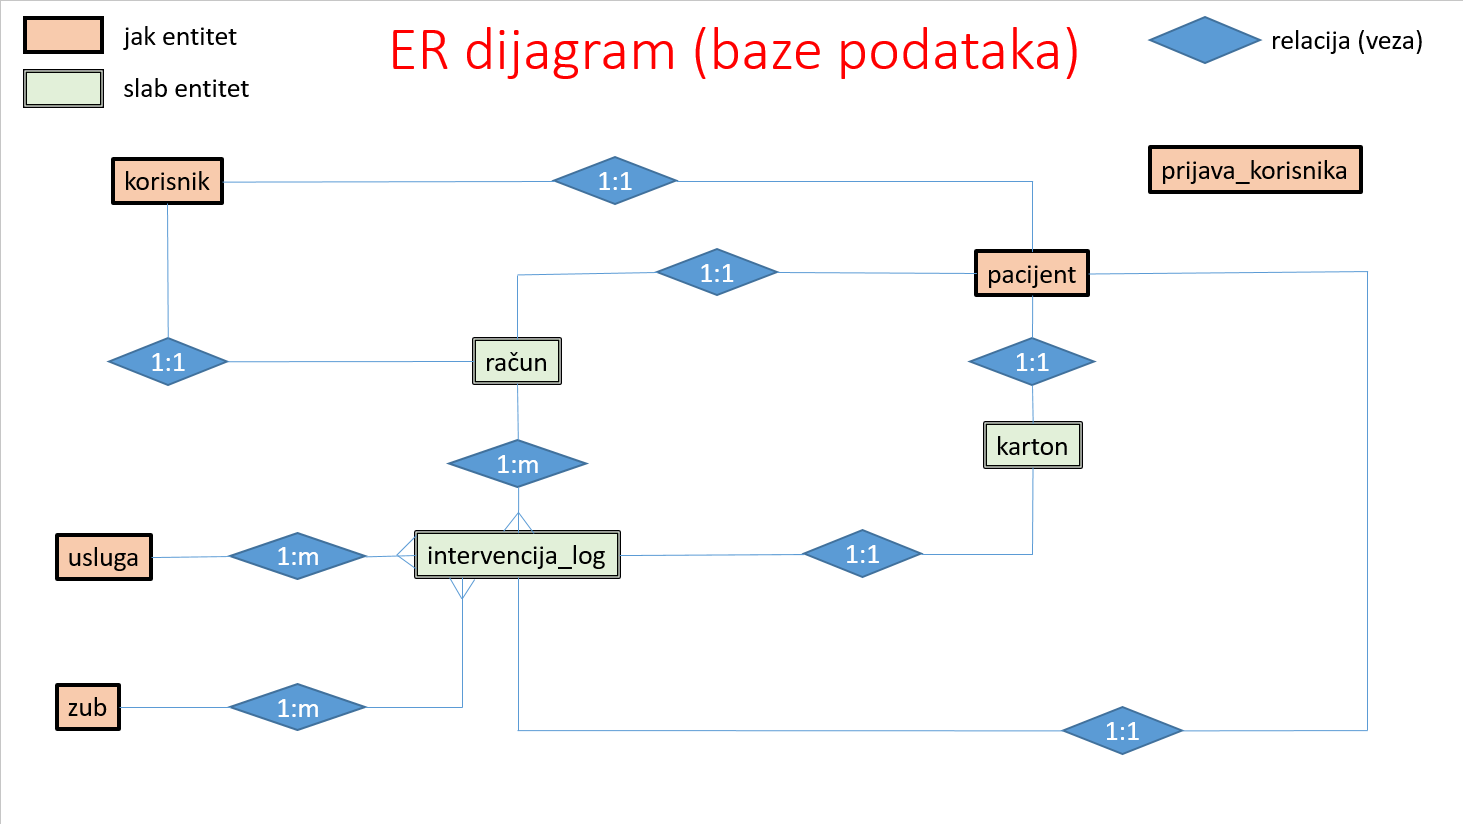 jak entitet
slab entitet
ER dijagram (baze podataka)
relacija (veza)
korisnik
1:1
prijava_korisnika
1:1
pacijent
1:1
račun
1:1
1:m
karton
usluga
1:m
intervencija_log
1:1
zub
1:m
1:1